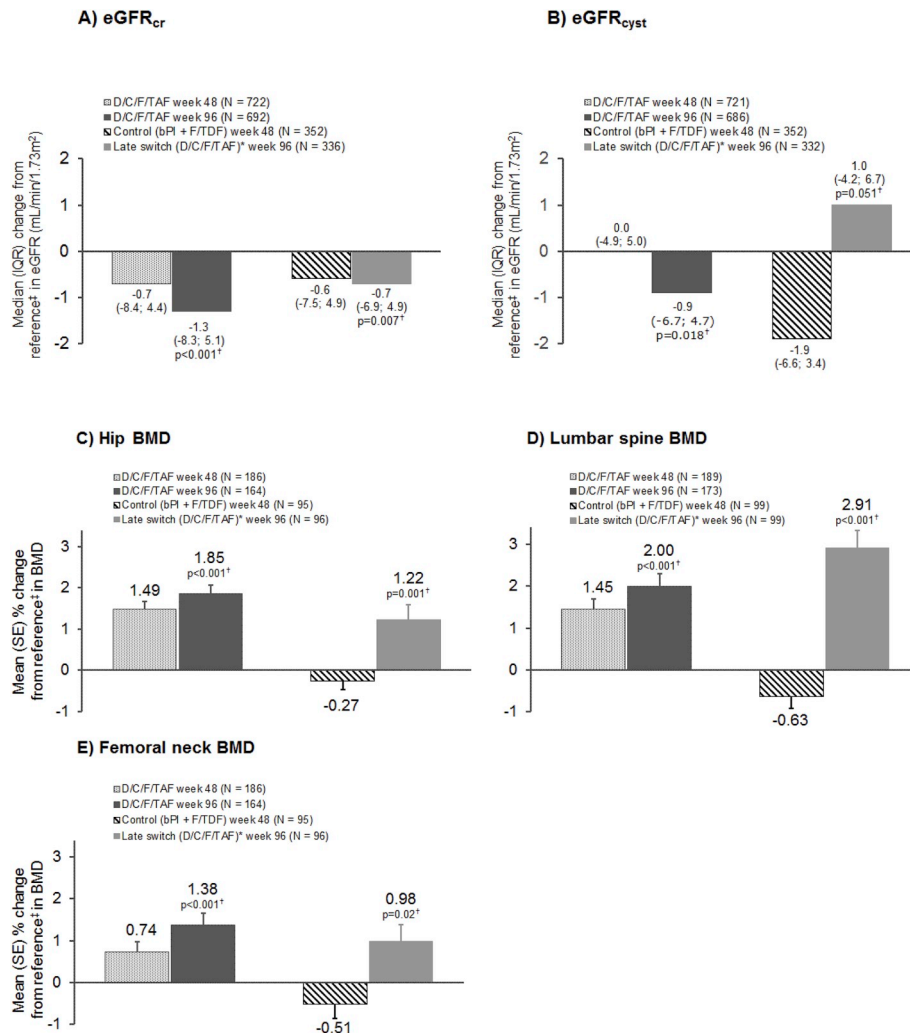 A) eGFRcr
D/C/F/TAF week 48 (N = 722)
D/C/F/TAF week 96 (N = 692)
Control (bPI + F/TDF) week 48 (N = 352)
Late switch (D/C/F/TAF)* week 96 (N = 336)
Median (IQR) change from
reference‡ in eGFR (mL/min/1.73m²)
2
1
0
-1
-2
-0.7
(-8.4; 4.4)
-1.3
(-8.3; 5.1)
p<0.001†
-0.6
(-7.5; 4.9)
-0.7
(-6.9; 4.9)
p=0.007†
B) eGFRcyst
D/C/F/TAF week 48 (N = 721)
D/C/F/TAF week 96 (N = 686)
Control (bPI + F/TDF) week 48 (N = 352)
Late switch (D/C/F/TAF)* week 96 (N = 332)
Median (IQR) change from
reference‡ in eGFR (mL/min/1.73m²)
2
1
0
-1
-2
0.0
(-4.9; 5.0)
-0.9
(-6.7; 4.7)
p=0.018†
-1.9
(-6.6; 3.4)
1.0
(-4.2; 6.7)
p=0.051†
C) Hip BMD
D/C/F/TAF week 48 (N = 186)
D/C/F/TAF week 96 (N = 164)
Control (bPI + F/TDF) week 48 (N = 95)
Late switch (D/C/F/TAF)* week 96 (N = 96)
Mean (SE) % change
from reference‡ in BMD
3
2
1
0
-1
1.49
1.85
p<0.001†
-0.27
1.22
p=0.001†
D) Lumbar spine BMD
D/C/F/TAF week 48 (N = 189)
D/C/F/TAF week 96 (N = 173)
Control (bPI + F/TDF) week 48 (N = 99)
Late switch (D/C/F/TAF)* week 96 (N = 99)
Mean (SE) % change
from reference‡ in BMD
3
2
1
0
-1
1.45
2.00
p<0.001†
-0.63
2.91
p<0.001†
E) Femoral neck BMD
D/C/F/TAF week 48 (N = 186)
D/C/F/TAF week 96 (N = 164)
Control (bPI + F/TDF) week 48 (N = 95)
Late switch (D/C/F/TAF)* week 96 (N = 96)
Mean (SE) % change
from reference‡ in BMD
3
2
1
0
-1
0.74
1.38
p<0.001†
-0.51
0.98
p=0.02†